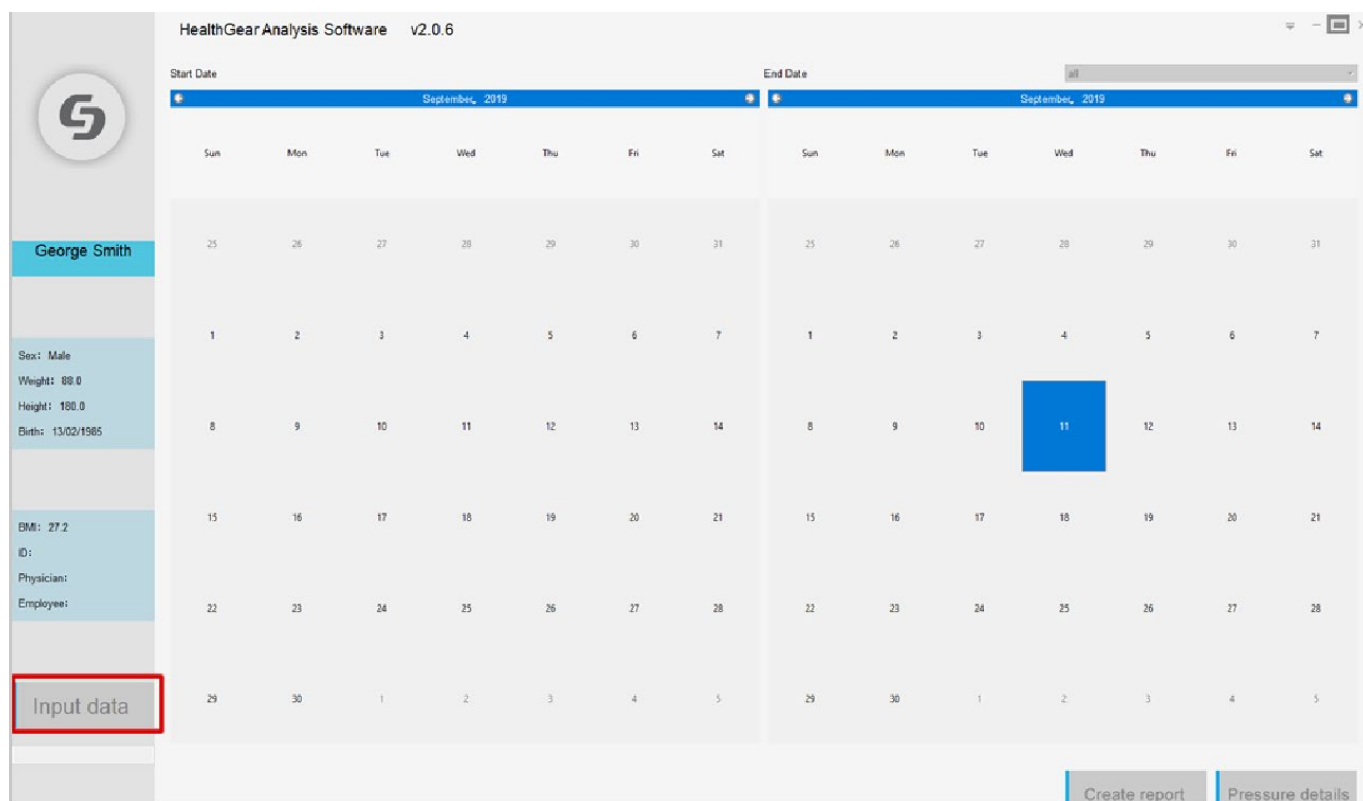 HealthGear Analysis Software v2.0.6
Start Date
End Date
all
September, 2019
September, 2019
Sun Mon Tue Wed Thu Fri Sat
Sun Mon Tue Wed Thu Fri Sat
25 26 27 28 29 30 31
25 26 27 28 29 30 31
1 2 3 4 5 6 7
1 2 3 4 5 6 7
8 9 10 11 12 13 14
8 9 10 11 12 13 14
15 16 17 18 19 20 21
15 16 17 18 19 20 21
22 23 24 25 26 27 28
22 23 24 25 26 27 28
29 30 1 2 3 4 5
29 30 1 2 3 4 5
George Smith
Sex: Male
Weight: 88.0
Height: 180.0
Birth: 13/02/1985
BMI: 27.2
ID:
Physician:
Employee:
Input data
Create report
Pressure details